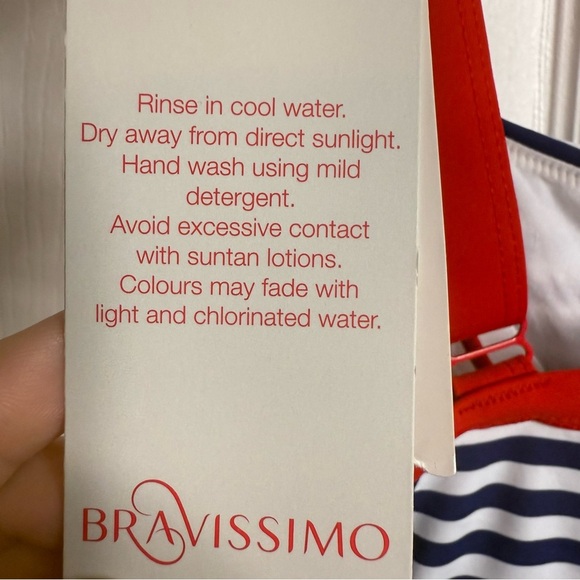 Rinse in cool water.
Dry away from direct sunlight.
Hand wash using mild
detergent.
Avoid excessive contact
with suntan lotions.
Colours may fade with
light and chlorinated water.
BRAVISSIMO